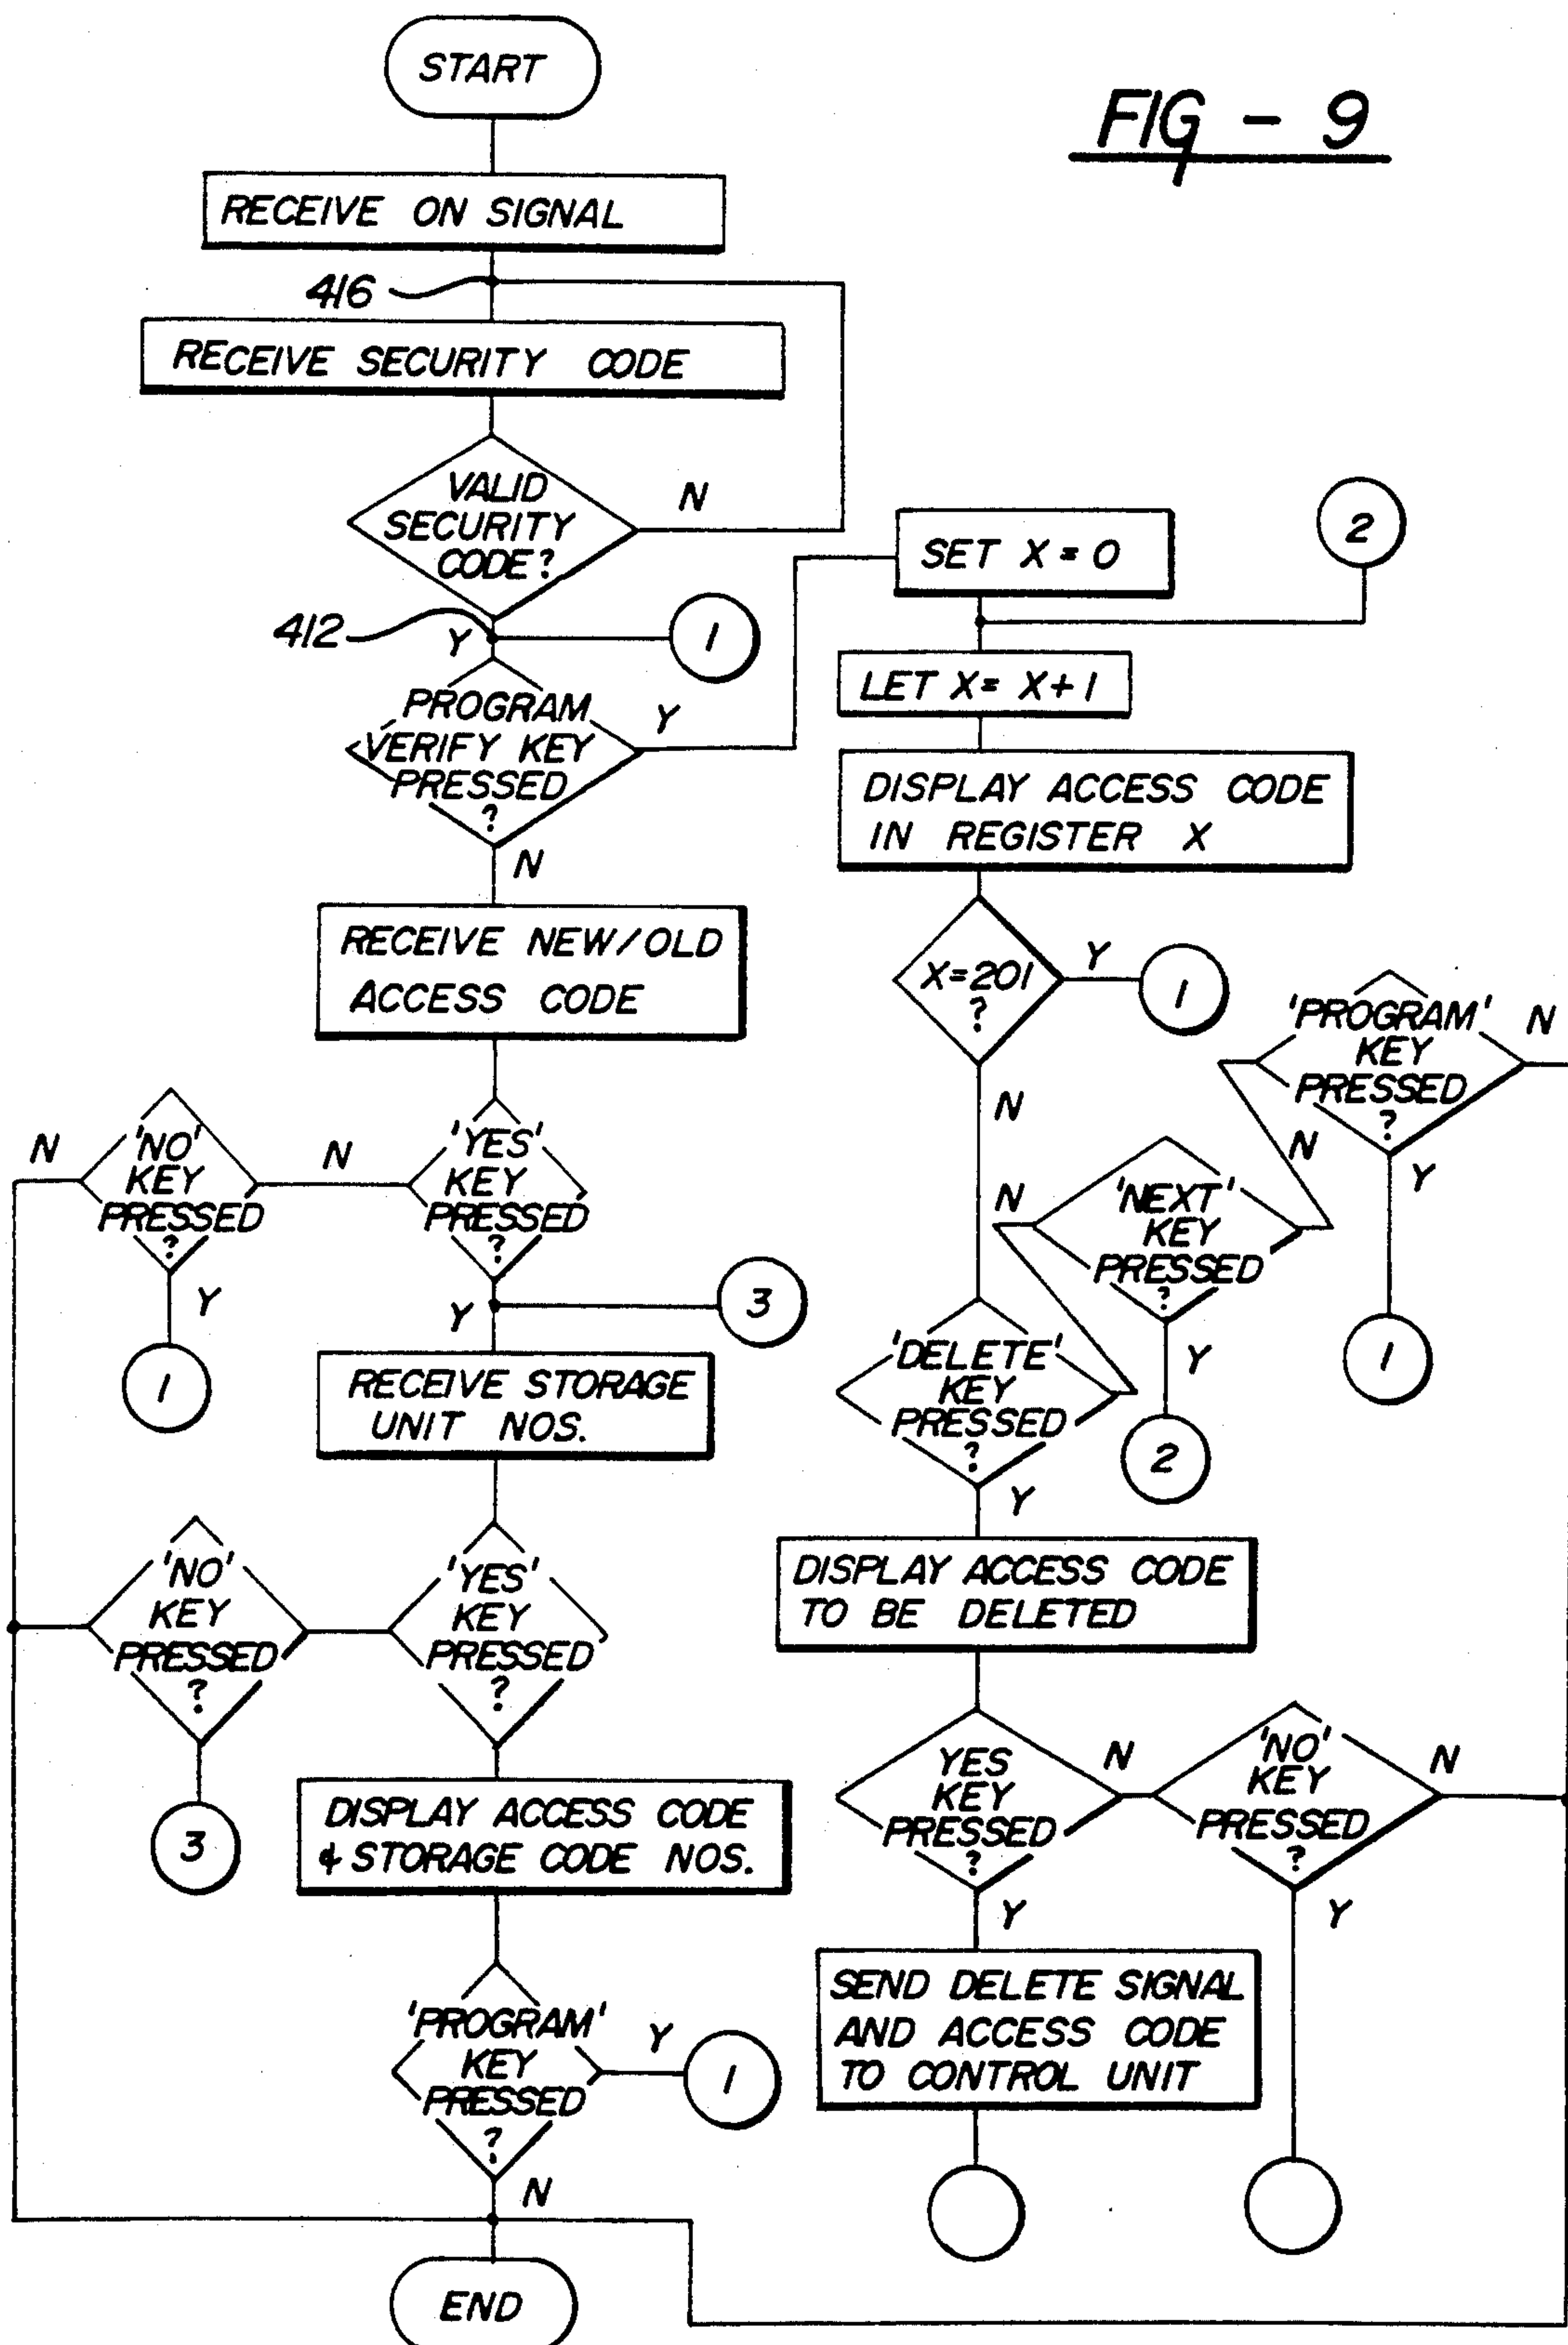 START
FIG - 9
RECEIVE ON SIGNAL
416
RECEIVE SECURITY CODE
VALID
SECURITY
CODE?
N
412
Y
1
PROGRAM
VERIFY KEY
PRESSED
?
Y
N
RECEIVE NEW/OLD
ACCESS CODE
'YES'
KEY
PRESSED
?
N
'NO'
KEY
PRESSED
?
N
Y
1
Y
3
RECEIVE STORAGE
UNIT NOS.
'YES'
KEY
PRESSED
?
'NO'
KEY
PRESSED
?
3
DISPLAY ACCESS CODE
& STORAGE CODE NOS.
'PROGRAM'
KEY
PRESSED
?
Y
1
N
END
SET X = 0
2
LET X= X+1
DISPLAY ACCESS CODE
IN REGISTER X
X=201
?
Y
1
N
'DELETE'
KEY
PRESSED
?
N
'NEXT'
KEY
PRESSED
?
Y
2
N
'PROGRAM'
KEY
PRESSED
?
N
Y
1
Y
DISPLAY ACCESS CODE
TO BE DELETED
YES
KEY
PRESSED
?
N
'NO'
KEY
PRESSED
?
N
Y
Y
SEND DELETE SIGNAL
AND ACCESS CODE
TO CONTROL UNIT